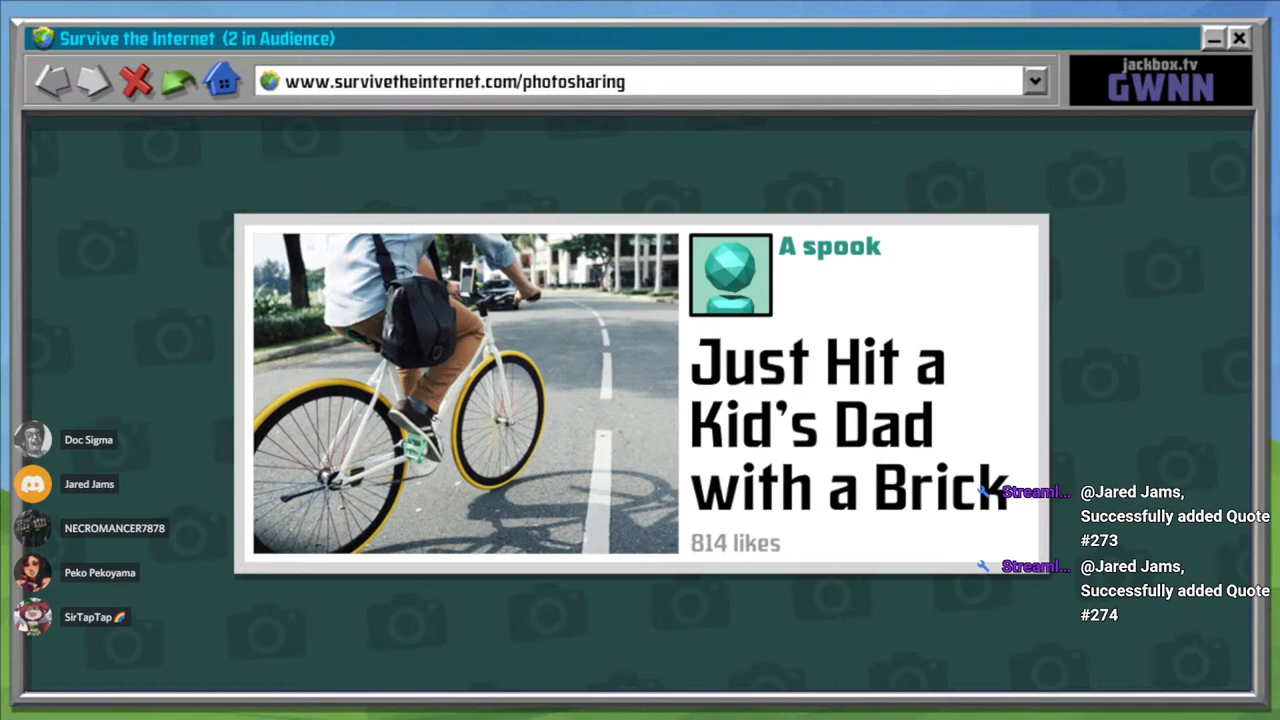 Survive the Internet (2 in Audience)
www.survivetheinternet.com/photosharing
jackbox.tv
GWNN
A spook
Just Hit a
Kid's Dad
with a Brick
814 likes
Doc Sigma
Jared Jams
NECROMANCER7878
Peko Pekoyama
SirTapTap
Streaml... @Jared Jams,
Successfully added Quote
#273
Streaml... @Jared Jams,
Successfully added Quote
#274